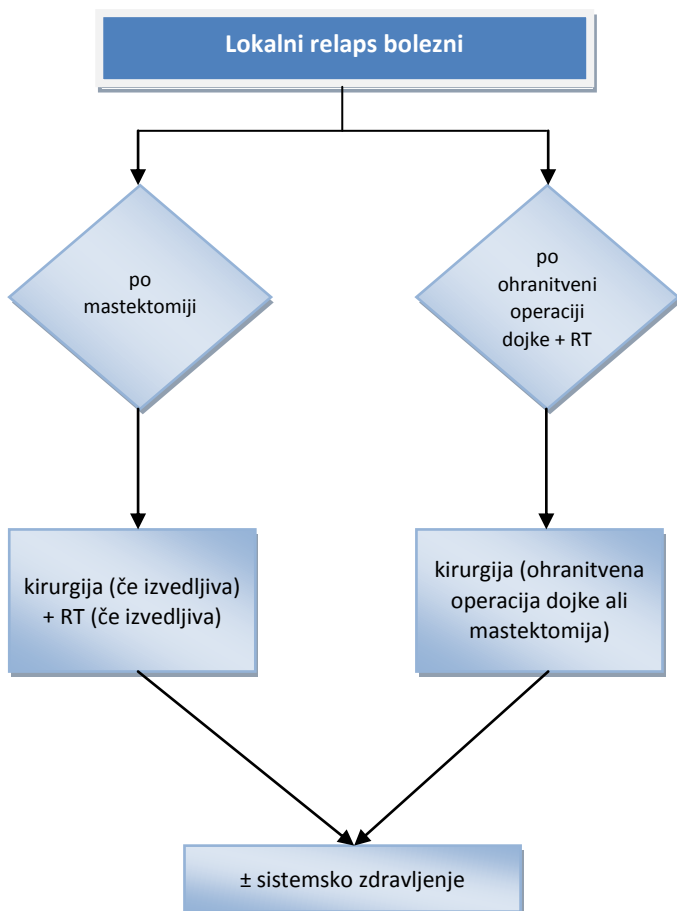 Lokalni relaps bolezni
po
mastektomiji
po
ohranitveni
operaciji
dojke + RT
kirurgija (če izvedljiva)
+ RT (če izvedljiva)
kirurgija (ohranitvena
operacija dojke ali
mastektomija)
± sistemsko zdravljenje